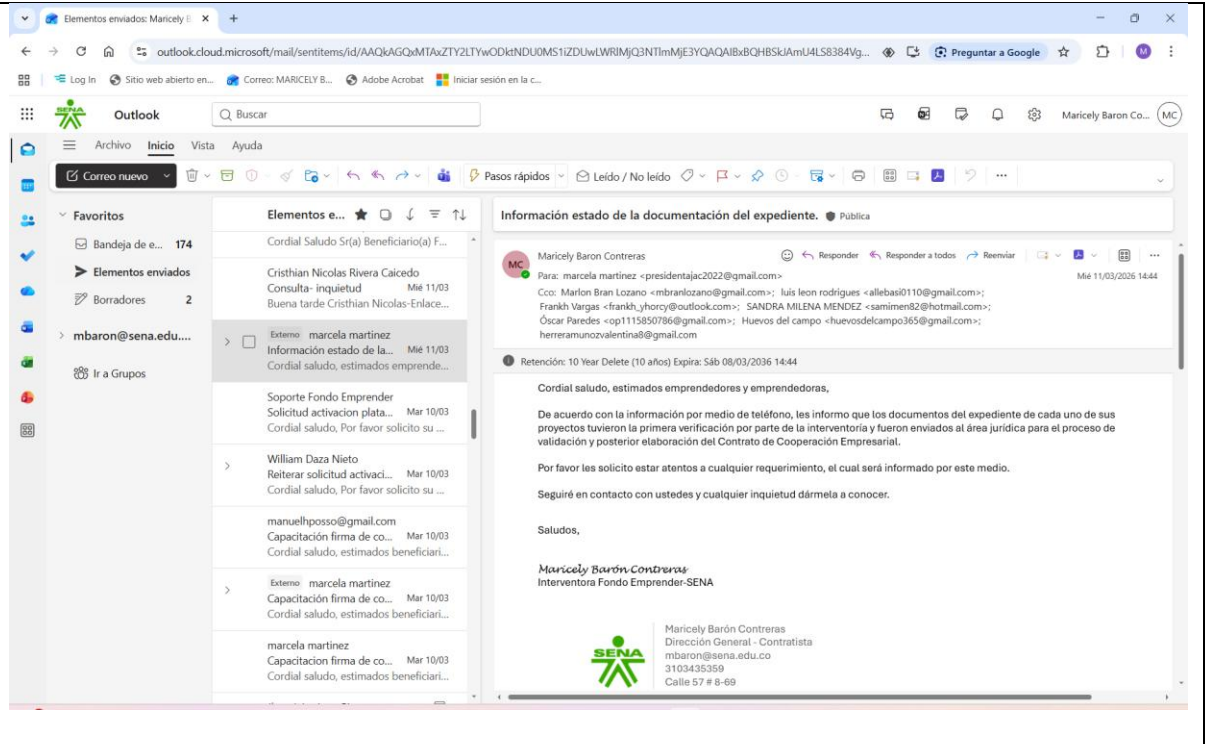 Elementos enviados: Maricely B
outlook.cloud.microsoft/mail/sentitems/id/AAQkAGQxMTAxZTY2LTYwODktNDU0MS1iZDUwLWRlMjQ3NTlmMjE3YQAQAIBxBQHBSkJAmU4LS8384Vg...
Preguntar a Google
M
Log In
Sitio web abierto en...
Correo: MARICELY B...
Adobe Acrobat
Iniciar sesión en la c...
SENA
Outlook
Buscar
Maricely Baron Co...
MC
Archivo Inicio Vista Ayuda
Correo nuevo
Pasos rápidos
Leído / No leído
Favoritos
Bandeja de e... 174
Elementos enviados
Borradores 2
mbaron@sena.edu....
Ir a Grupos
Elementos e...
Cordial Saludo Sr(a) Beneficiario(a) F...
Cristhian Nicolas Rivera Caicedo
Consulta- inquietud Mié 11/03
Buena tarde Cristhian Nicolas-Enlace...
Externo marcela martinez
Información estado de la... Mié 11/03
Cordial saludo, estimados emprende...
Soporte Fondo Emprender
Solicitud activacion plata... Mar 10/03
Cordial saludo, Por favor solicito su ...
William Daza Nieto
Reiterar solicitud activaci... Mar 10/03
Cordial saludo, Por favor solicito su ...
manuelhposso@gmail.com
Capacitación firma de co... Mar 10/03
Cordial saludo, estimados beneficiari...
Externo marcela martinez
Capacitación firma de co... Mar 10/03
Cordial saludo, estimados beneficiari...
marcela martinez
Capacitacion firma de co... Mar 10/03
Cordial saludo, estimados beneficiari...
Información estado de la documentación del expediente. Pública
MC
Maricely Baron Contreras
Responder Responder a todos Reenviar
Para: marcela martinez <presidentajac2022@gmail.com>
Mié 11/03/2026 14:44
Cco: Marlon Bran Lozano <mbranlozano@gmail.com>; luis leon rodrigues <allebasi0110@gmail.com>;
Frankh Vargas <frankh_yhorcy@outlook.com>; SANDRA MILENA MENDEZ <samimen82@hotmail.com>;
Óscar Paredes <op1115850786@gmail.com>; Huevos del campo <huevosdelcampo365@gmail.com>;
herreramunozvalentina8@gmail.com
Retención: 10 Year Delete (10 años) Expira: Sáb 08/03/2036 14:44
Cordial saludo, estimados emprendedores y emprendedoras,
De acuerdo con la información por medio de teléfono, les informo que los documentos del expediente de cada uno de sus
proyectos tuvieron la primera verificación por parte de la interventoría y fueron enviados al área jurídica para el proceso de
validación y posterior elaboración del Contrato de Cooperación Empresarial.
Por favor les solicito estar atentos a cualquier requerimiento, el cual será informado por este medio.
Seguiré en contacto con ustedes y cualquier inquietud dármela a conocer.
Saludos,
Maricely Barón Contreras
Interventora Fondo Emprender-SENA
SENA
Maricely Barón Contreras
Dirección General - Contratista
mbaron@sena.edu.co
3103435359
Calle 57 # 8-69